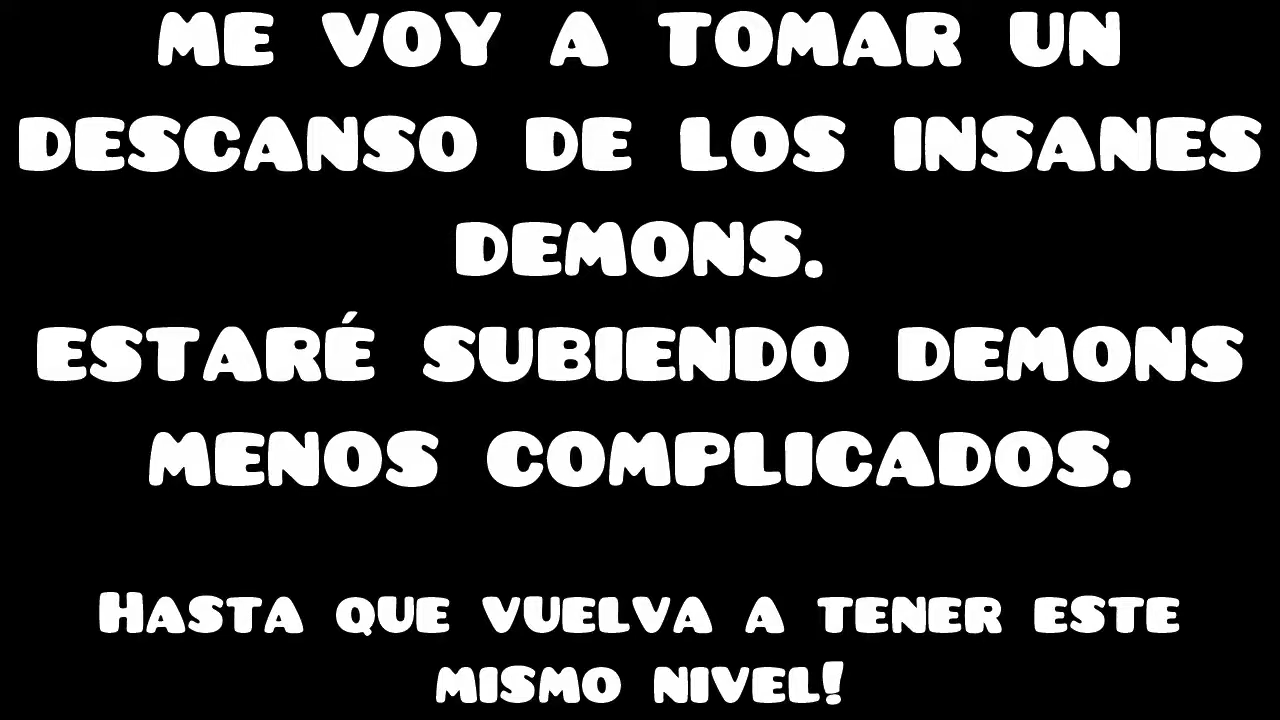 ME VOY A TOMAR UN
DESCANSO DE LOS INSANES
DEMONS.
ESTARÉ SUBIENDO DEMONS
MENOS COMPLICADOS.
HASTA QUE VUELVA A TENER ESTE
MISMO NIVEL!